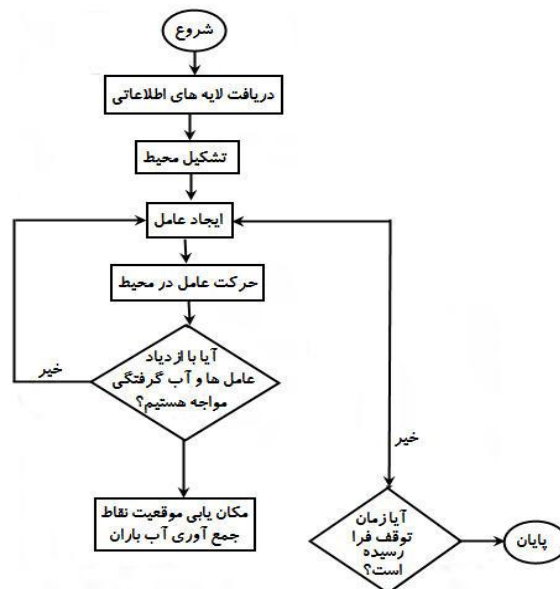 شروع
دریافت لایه های اطلاعاتی
تشکیل محیط
ایجاد عامل
حرکت عامل در محیط
آیا با ازدیاد
عامل ها و آب گرفتگی
مواجه هستیم؟
خیر
مکان یابی موقعیت نقاط
جمع آوری آب باران
خیر
آیا زمان
توقف فرا
رسیده
است؟
پایان